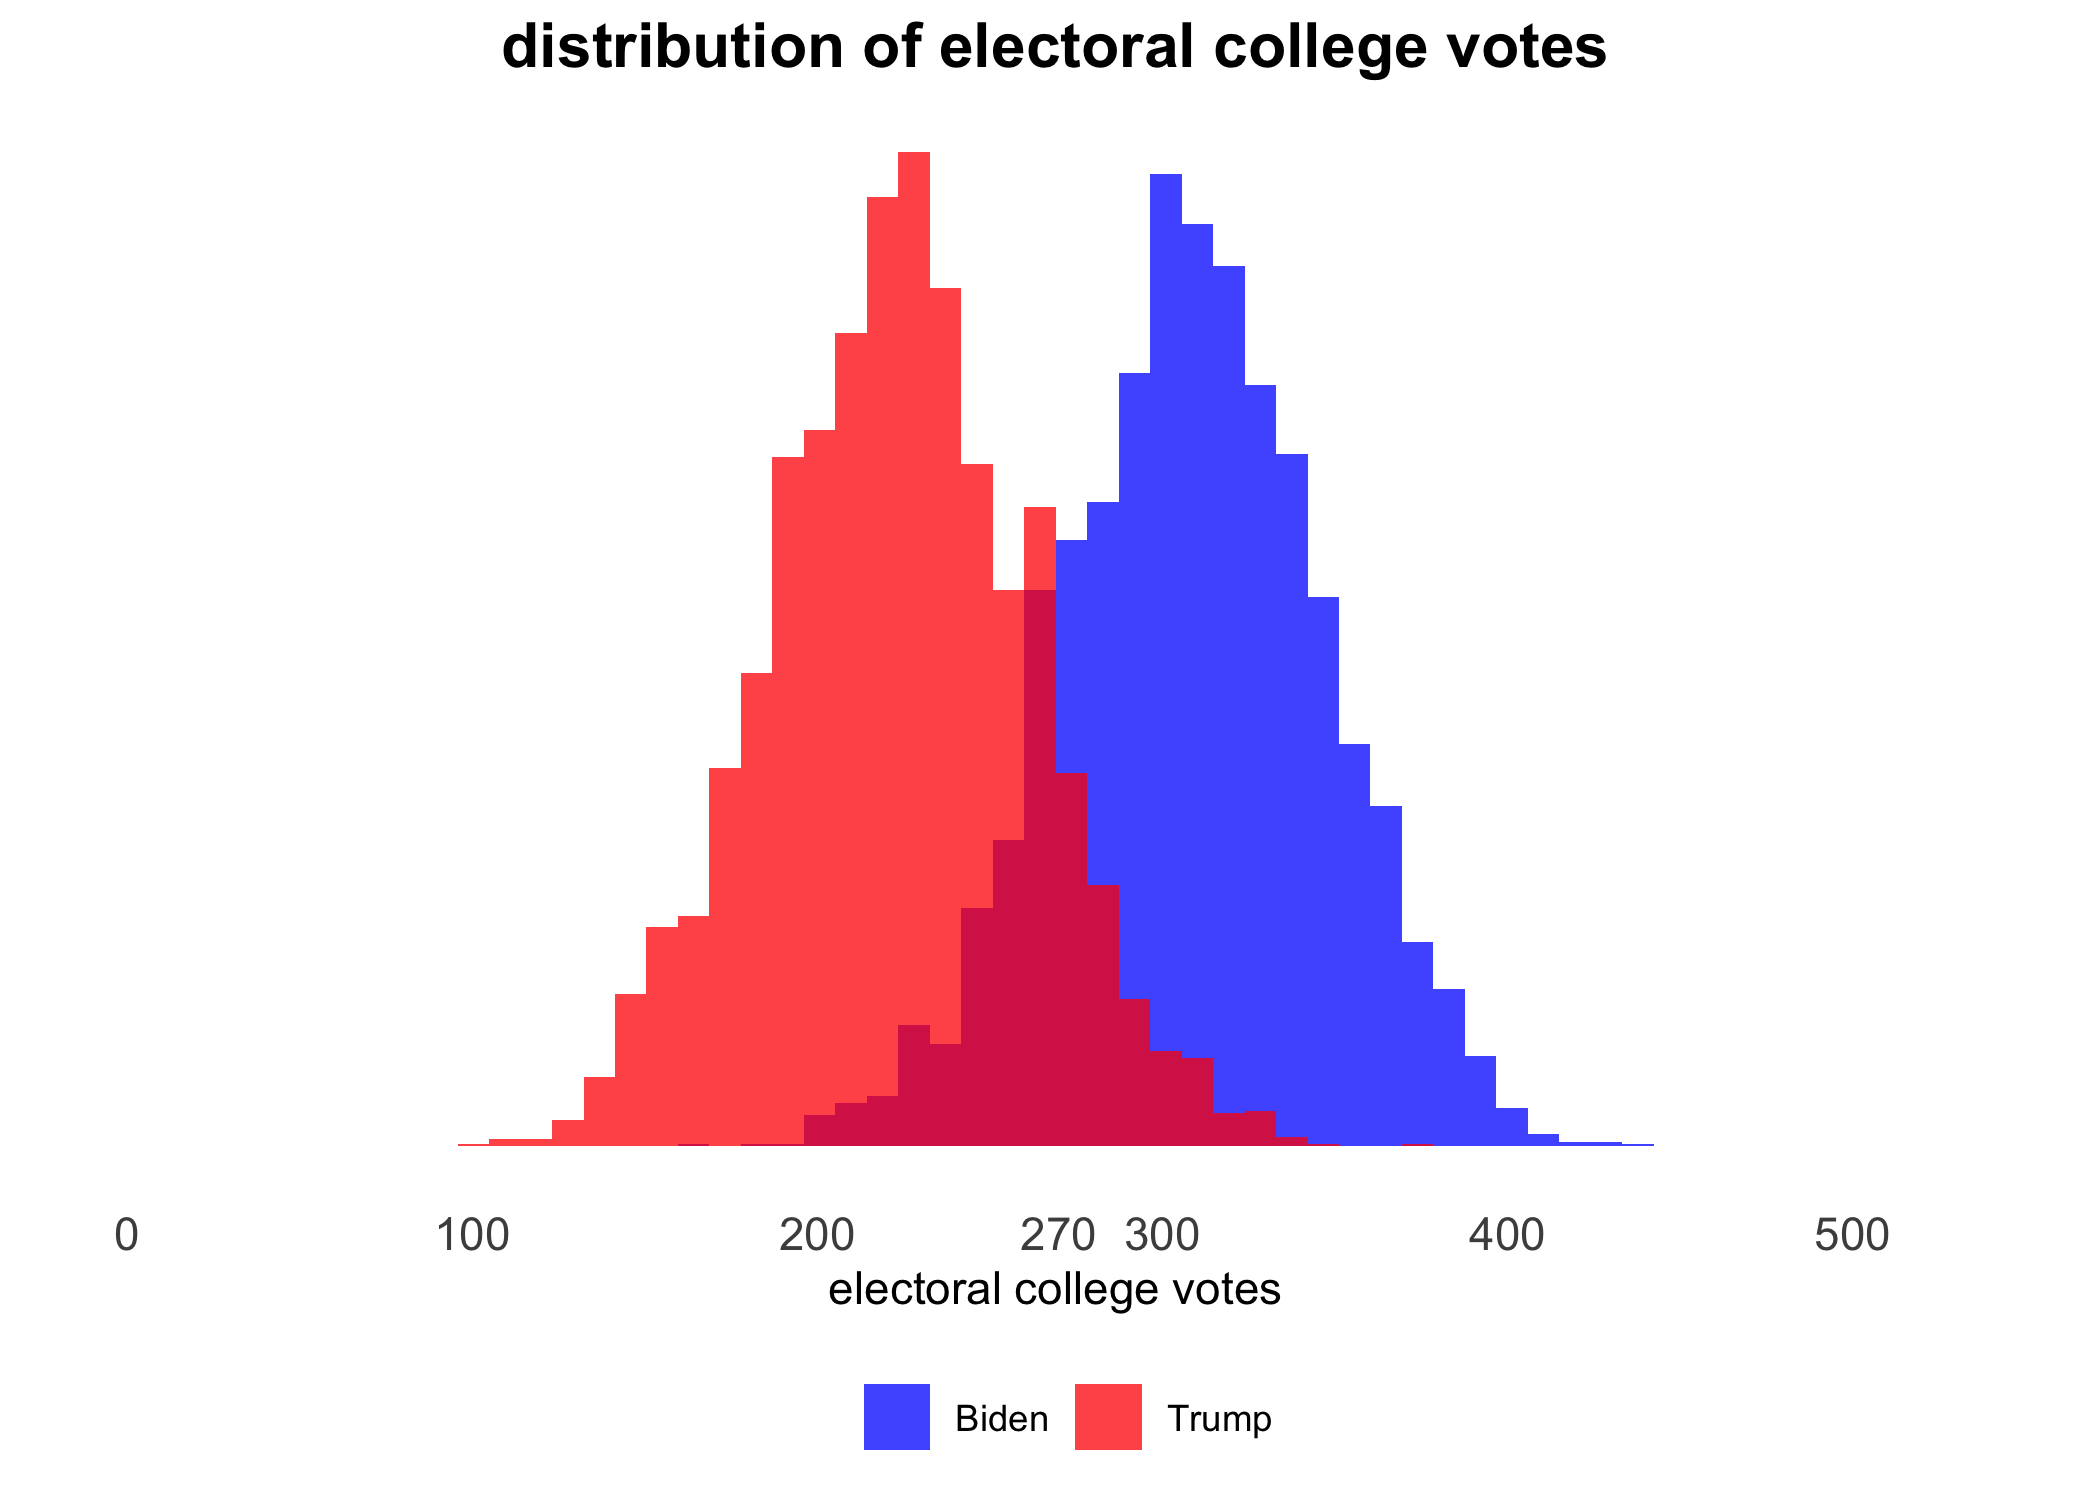 distribution of electoral college votes
0 100 200 270 300 400 500
electoral college votes
Biden Trump